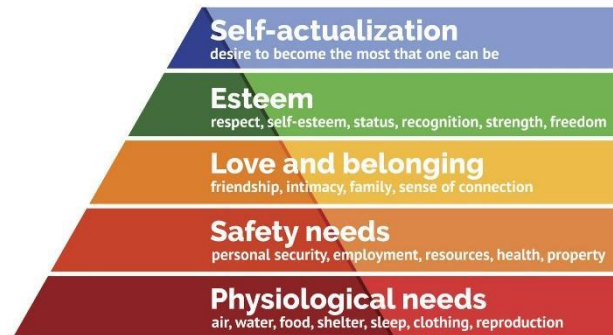 Self-actualization
desire to become the most that one can be
Esteem
respect, self-esteem, status, recognition, strength, freedom
Love and belonging
friendship, intimacy, family, sense of connection
Safety needs
personal security, employment, resources, health, property
Physiological needs
air, water, food, shelter, sleep, clothing, reproduction